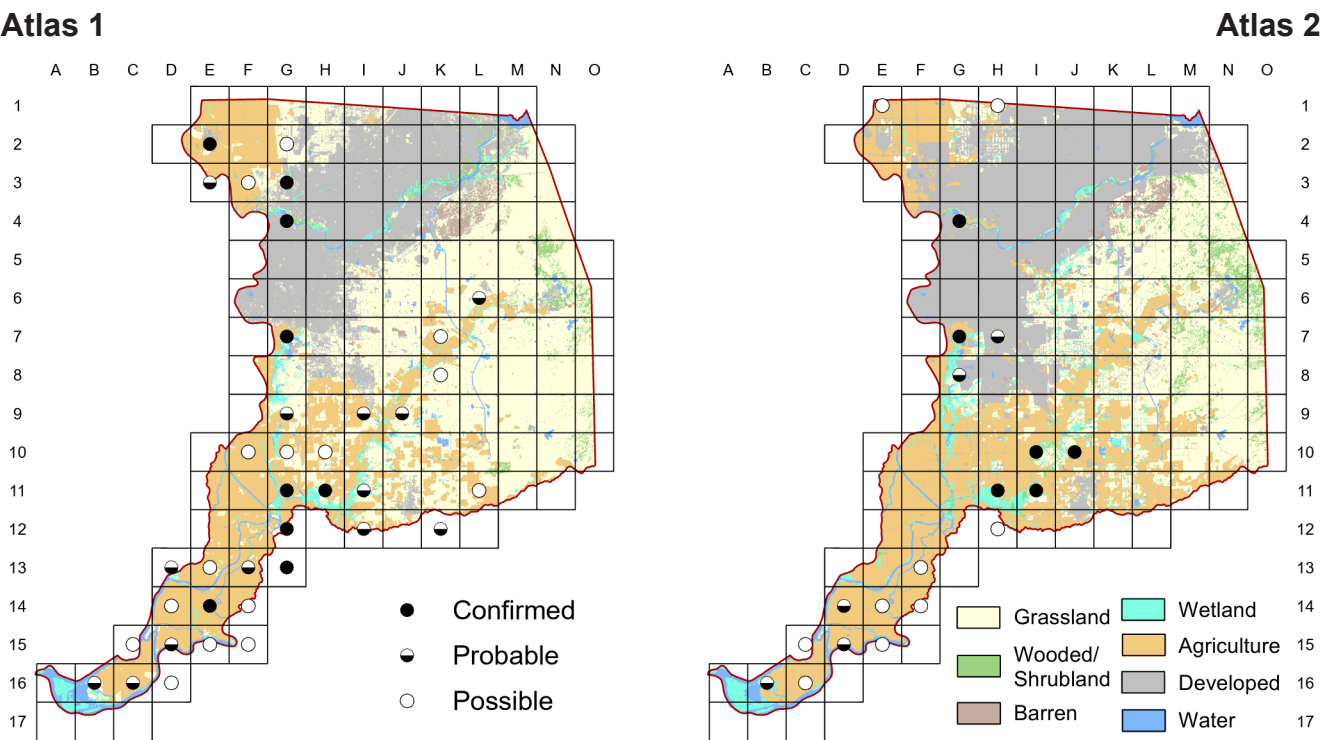 Atlas 1
Atlas 2
A B C D E F G H I J K L M N O
A B C D E F G H I J K L M N O
1
1
2
2
3
3
4
4
5
5
6
6
7
7
8
8
9
9
10
10
11
11
12
12
13
13
14
14
15
15
16
16
17
17
Confirmed
Probable
Possible
Grassland
Wooded/
Shrubland
Barren
Wetland
Agriculture
Developed
Water